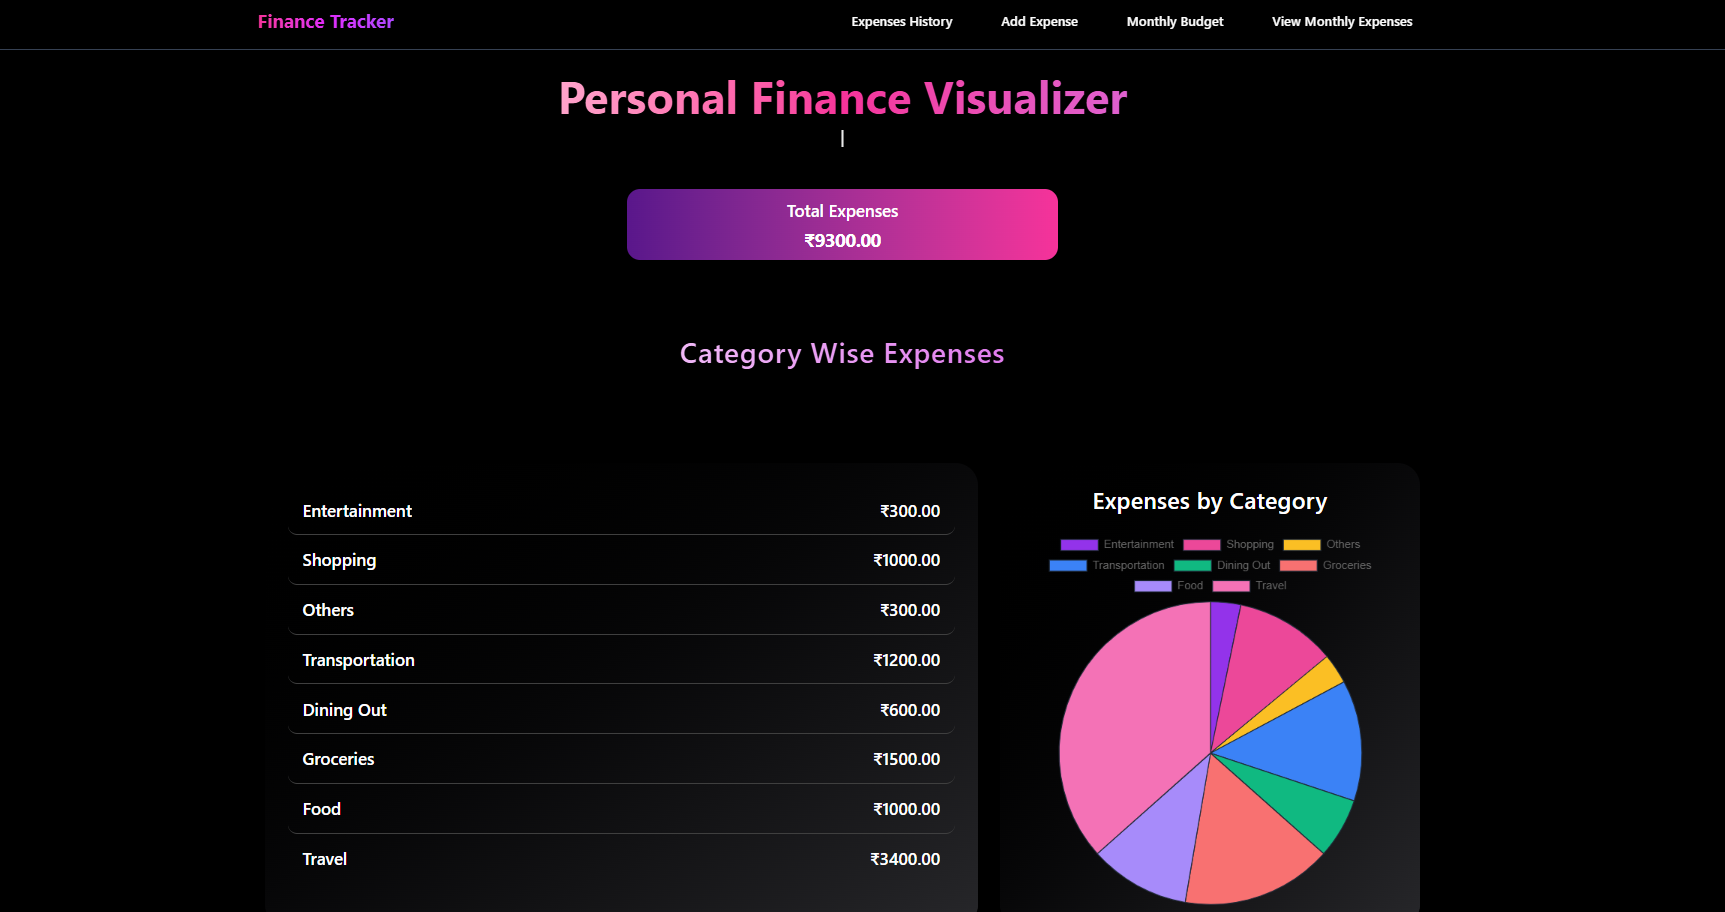 Finance Tracker Expenses History Add Expense Monthly Budget View Monthly Expenses
Personal Finance Visualizer
Total Expenses
₹9300.00
Category Wise Expenses
Entertainment ₹300.00
Shopping ₹1000.00
Others ₹300.00
Transportation ₹1200.00
Dining Out ₹600.00
Groceries ₹1500.00
Food ₹1000.00
Travel ₹3400.00
Expenses by Category
Entertainment Shopping Others
Transportation Dining Out Groceries
Food Travel